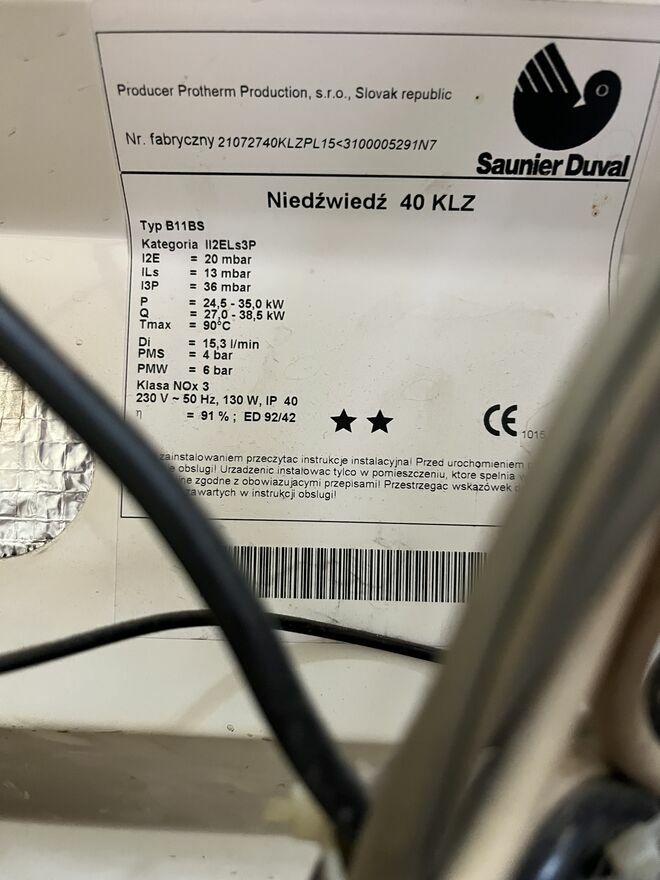 Producer Protherm Production, s.r.o., Slovak republic
Nr. fabryczny 21072740KLZPL15<3100005291N7
Saunier Duval
Niedźwiedź 40 KLZ
Typ B11BS
Kategoria II2ELs3P
I2E = 20 mbar
ILs = 13 mbar
I3P = 36 mbar
P = 24,5 - 35,0 kW
Q = 27,0 - 38,5 kW
Tmax = 90°C
Di = 15,3 l/min
PMS = 4 bar
PMW = 6 bar
Klasa NOx 3
230 V ~ 50 Hz, 130 W, IP 40
η = 91 % ; ED 92/42
CE 1015
zainstalowaniem przeczytac instrukcje instalacyjna! Przed uruchomieniem
obslugi! Urzadzenic instalowac tylco w pomieszczeniu, ktore spelnia
zgodne z obowiazujacymi przepisami! Przestrzegac wskazówek
zawartych w instrukcji obslugi!